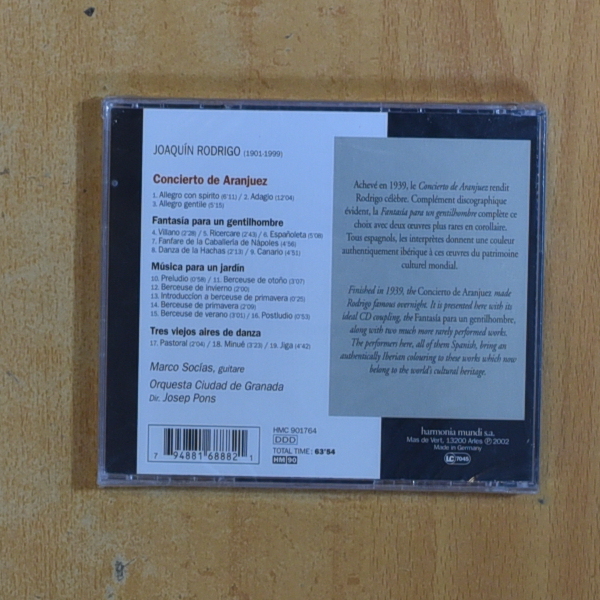 JOAQUÍN RODRIGO (1901-1999)
Concierto de Aranjuez
1. Allegro con spirito (6'11) / 2. Adagio (12'04)
3. Allegro gentile (5'15)
Fantasía para un gentilhombre
4. Villano (2'28) / 5. Ricercare (2'43) / 6. Españoleta (5'08)
7. Fanfare de la Caballería de Nápoles (4'56)
8. Danza de la Hachas (2'13) / 9. Canario (4'51)
Música para un jardín
10. Preludio (0'58) / 11. Berceuse de otoño (3'07)
12. Berceuse de invierno (2'00)
13. Introduccion a berceuse de primavera (0'25)
14. Berceuse de primavera (2'09)
15. Berceuse de verano (3'01) / 16. Postludio (0'53)
Tres viejos aires de danza
17. Pastoral (2'04) / 18. Minué (3'23) / 19. Jiga (4'42)
Marco Socías, guitare
Orquesta Ciudad de Granada
Dir. Josep Pons
7 94881 68882 1
HMC 901764
DDD
TOTAL TIME : 63'54
HM 90
Achevé en 1939, le Concierto de Aranjuez rendit
Rodrigo célèbre. Complément discographique
évident, la Fantasía para un gentilhombre complète ce
choix avec deux œuvres plus rares en corollaire.
Tous espagnols, les interprètes donnent une couleur
authentiquement ibérique à ces œuvres du patrimoine
culturel mondial.
Finished in 1939, the Concierto de Aranjuez made
Rodrigo famous overnight. It is presented here with its
ideal CD coupling, the Fantasía para un gentilhombre,
along with two much more rarely performed works.
The performers here, all of them Spanish, bring an
authentically Iberian colouring to these works which now
belong to the world's cultural heritage.
harmonia mundi s.a.
Mas de Vert, 13200 Arles ℗ 2002
Made in Germany
LC 7045